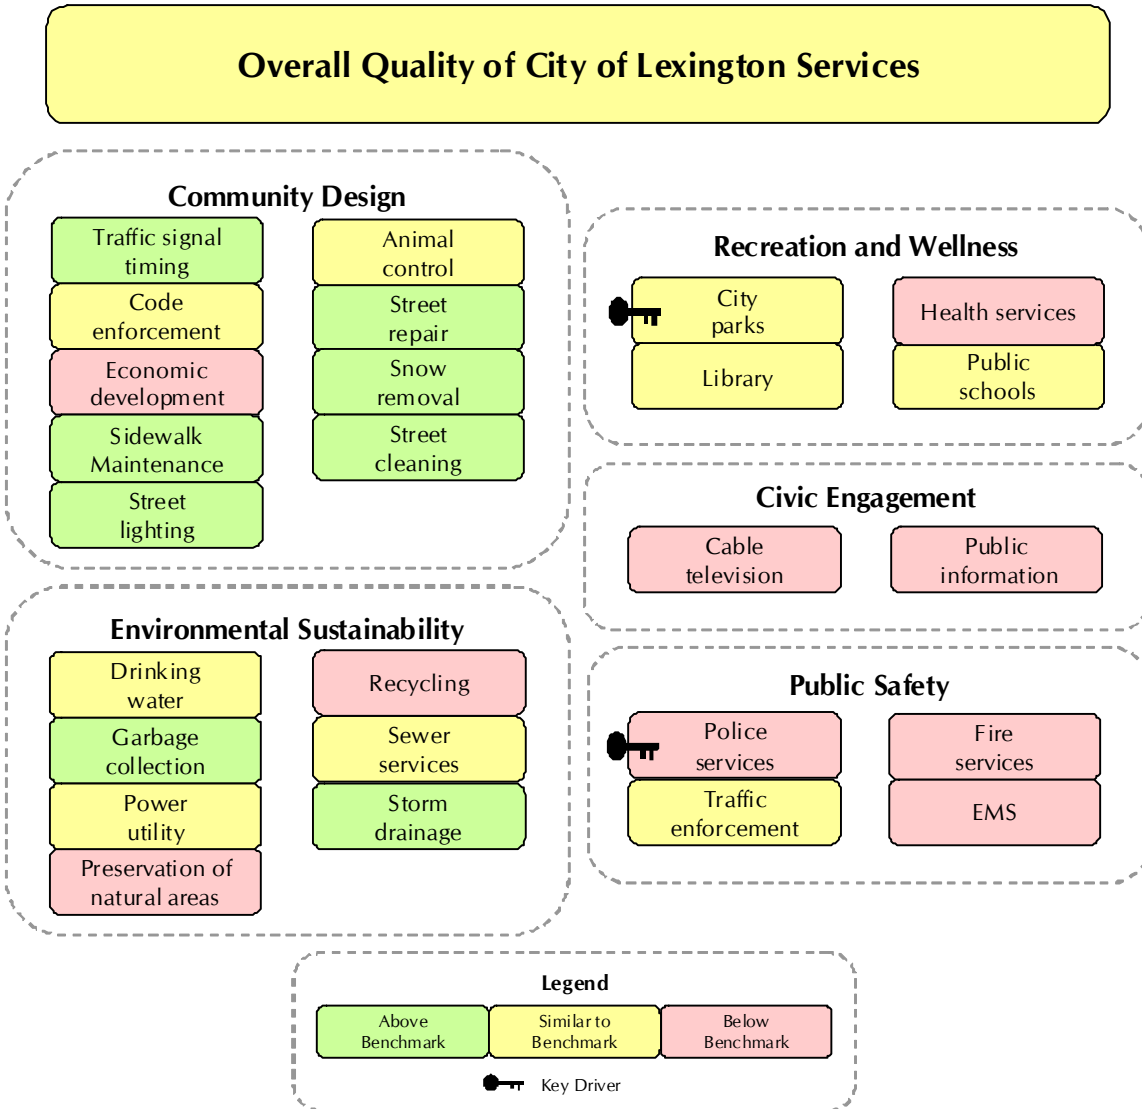 Overall Quality of City of Lexington Services
Community Design
Traffic signal
timing
Code
enforcement
Economic
development
Sidewalk
Maintenance
Street
lighting
Animal
control
Street
repair
Snow
removal
Street
cleaning
Recreation and Wellness
City
parks
Library
Health services
Public
schools
Civic Engagement
Cable
television
Public
information
Environmental Sustainability
Drinking
water
Garbage
collection
Power
utility
Preservation of
natural areas
Recycling
Sewer
services
Storm
drainage
Public Safety
Police
services
Traffic
enforcement
Fire
services
EMS
Legend
Above
Benchmark
Similar to
Benchmark
Below
Benchmark
Key Driver